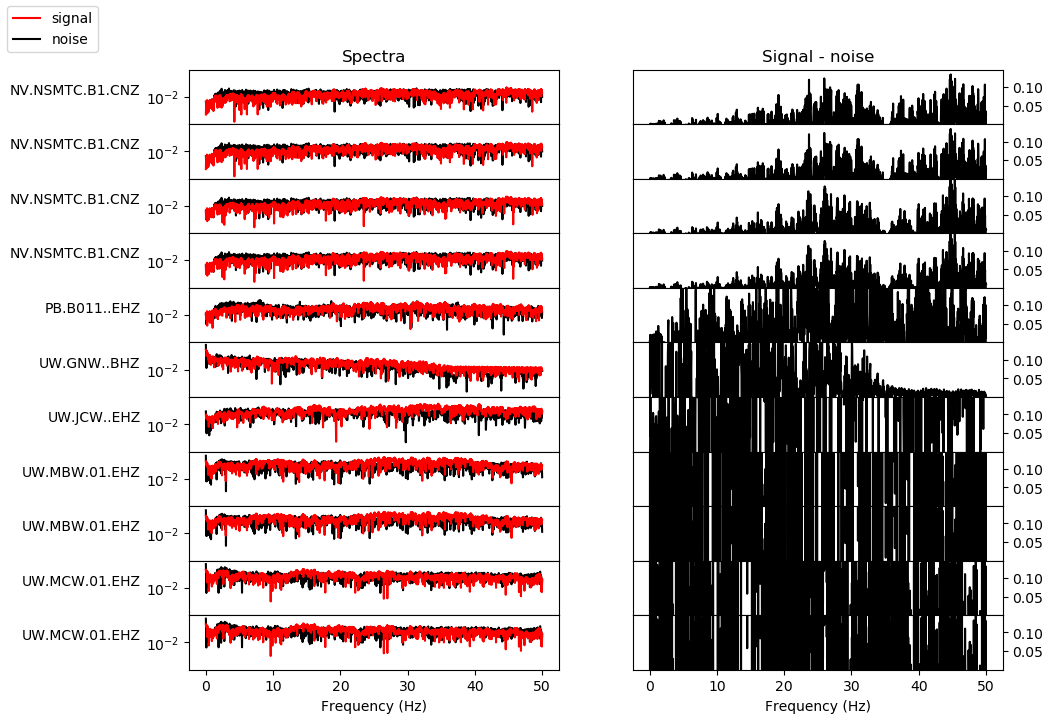 signal
noise
Spectra
Signal - noise
NV.NSMTC.B1.CNZ 10⁻² 0.10
0.05
NV.NSMTC.B1.CNZ 10⁻² 0.10
0.05
NV.NSMTC.B1.CNZ 10⁻² 0.10
0.05
NV.NSMTC.B1.CNZ 10⁻² 0.10
0.05
PB.B011..EHZ 10⁻² 0.10
0.05
UW.GNW..BHZ 10⁻² 0.10
0.05
UW.JCW..EHZ 10⁻² 0.10
0.05
UW.MBW.01.EHZ 10⁻² 0.10
0.05
UW.MBW.01.EHZ 10⁻² 0.10
0.05
UW.MCW.01.EHZ 10⁻² 0.10
0.05
UW.MCW.01.EHZ 10⁻² 0.10
0.05
0 10 20 30 40 50
0 10 20 30 40 50
Frequency (Hz)
Frequency (Hz)